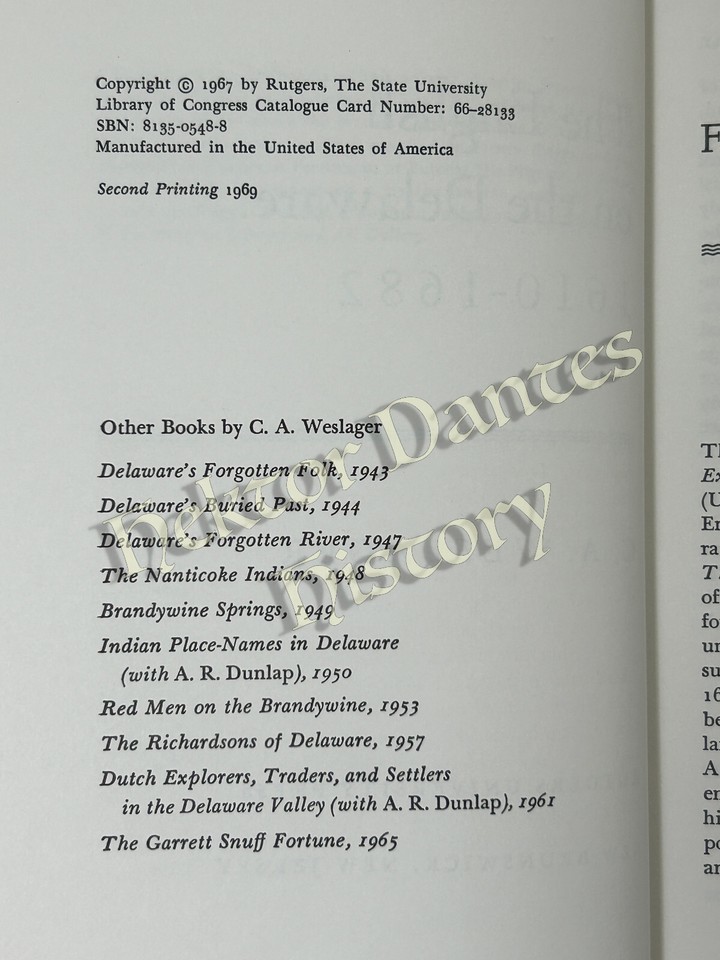 Copyright © 1967 by Rutgers, The State University
Library of Congress Catalogue Card Number: 66–28133
SBN: 8135-0548-8
Manufactured in the United States of America
Second Printing 1969
Other Books by C. A. Weslager
Delaware's Forgotten Folk, 1943
Delaware's Buried Past, 1944
Delaware's Forgotten River, 1947
The Nanticoke Indians, 1948
Brandywine Springs, 1949
Indian Place-Names in Delaware
(with A. R. Dunlap), 1950
Red Men on the Brandywine, 1953
The Richardsons of Delaware, 1957
Dutch Explorers, Traders, and Settlers
in the Delaware Valley (with A. R. Dunlap), 1961
The Garrett Snuff Fortune, 1965
Hektor Dantes
History